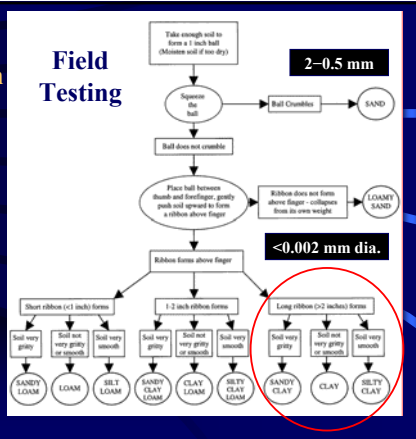 Field
Testing
Take enough soil to
form a 1 inch ball
(Moisten soil if too dry)
2–0.5 mm
Squeeze
the
ball
Ball Crumbles
SAND
Ball does not crumble
Place ball between
thumb and forefinger, gently
push soil upward to form
a ribbon above finger
Ribbon does not form
above finger - collapses
from its own weight
LOAMY
SAND
<0.002 mm dia.
Ribbon forms above finger
Short ribbon (<1 inch) forms
1-2 inch ribbon forms
Long ribbon (>2 inches) forms
Soil very
gritty
Soil not
very gritty
or smooth
Soil very
smooth
Soil very
gritty
Soil not
very gritty
or smooth
Soil very
smooth
Soil very
gritty
Soil not
very gritty
or smooth
Soil very
smooth
SANDY
LOAM
LOAM
SILT
LOAM
SANDY
CLAY
LOAM
CLAY
LOAM
SILTY
CLAY
LOAM
SANDY
CLAY
CLAY
SILTY
CLAY